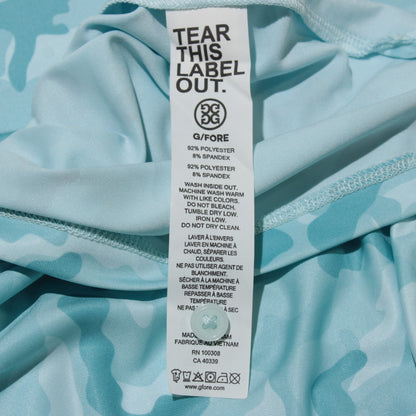 TEAR
THIS
LABEL
OUT.
G/FORE
92% POLYESTER
8% SPANDEX
92% POLYESTER
8% SPANDEX
WASH INSIDE OUT.
MACHINE WASH WARM
WITH LIKE COLORS.
DO NOT BLEACH.
TUMBLE DRY LOW.
IRON LOW.
DO NOT DRY CLEAN.
LAVER À L'ENVERS
LAVER EN MACHINE À
CHAUD, SÉPARER LES
COULEURS.
NE PAS UTILISER AGENT DE
BLANCHIMENT.
SÉCHER À LA MACHINE À
BASSE TEMPÉRATURE
REPASSER À BASSE
TEMPÉRATURE
NE À SEC
MADE
FABRIQUE AU VIETNAM
RN 100308
CA 40339
www.gfore.com